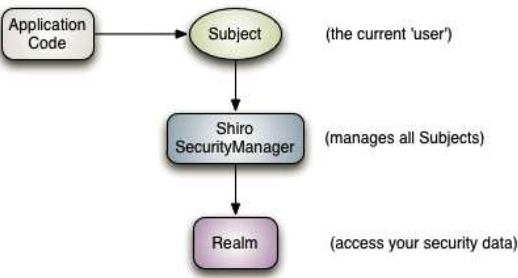 Application
Code
Subject
(the current 'user')
Shiro
SecurityManager
(manages all Subjects)
Realm
(access your security data)